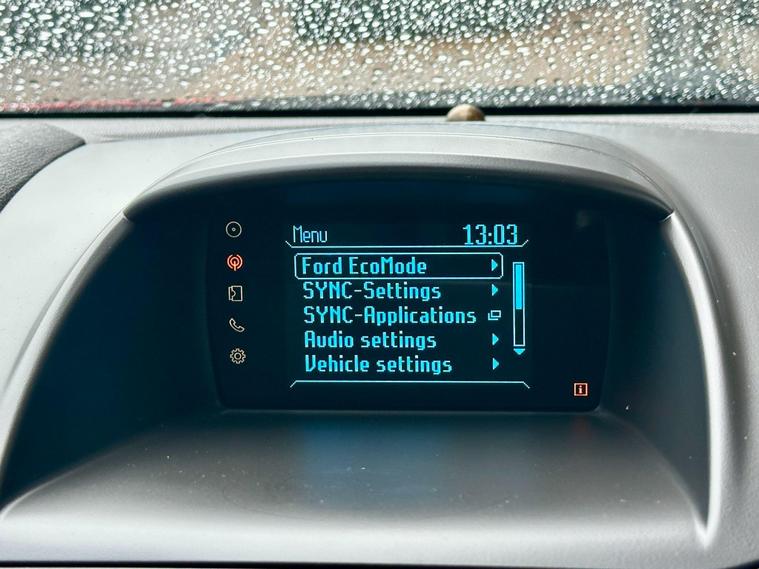 Menu 13:03
Ford EcoMode
SYNC-Settings
SYNC-Applications
Audio settings
Vehicle settings
i